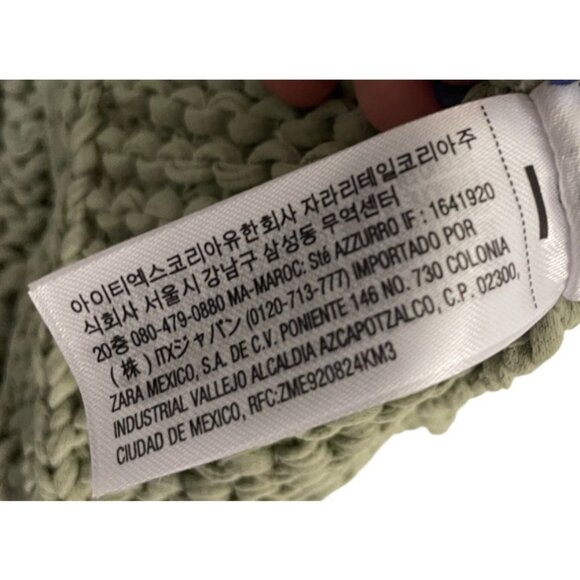 아이티엑스코리아유한회사 자라리테일코리아주
식회사 서울시 강남구 삼성동 무역센터
20층 080-479-0880 MA-MAROC: Sté AZZURRO IF : 1641920
(株) ITXジャパン (0120-713-777) IMPORTADO POR
ZARA MEXICO, S.A. DE C.V. PONIENTE 146 NO. 730 COLONIA
INDUSTRIAL VALLEJO ALCALDIA AZCAPOTZALCO, C.P. 02300,
CIUDAD DE MEXICO, RFC:ZME920824KM3